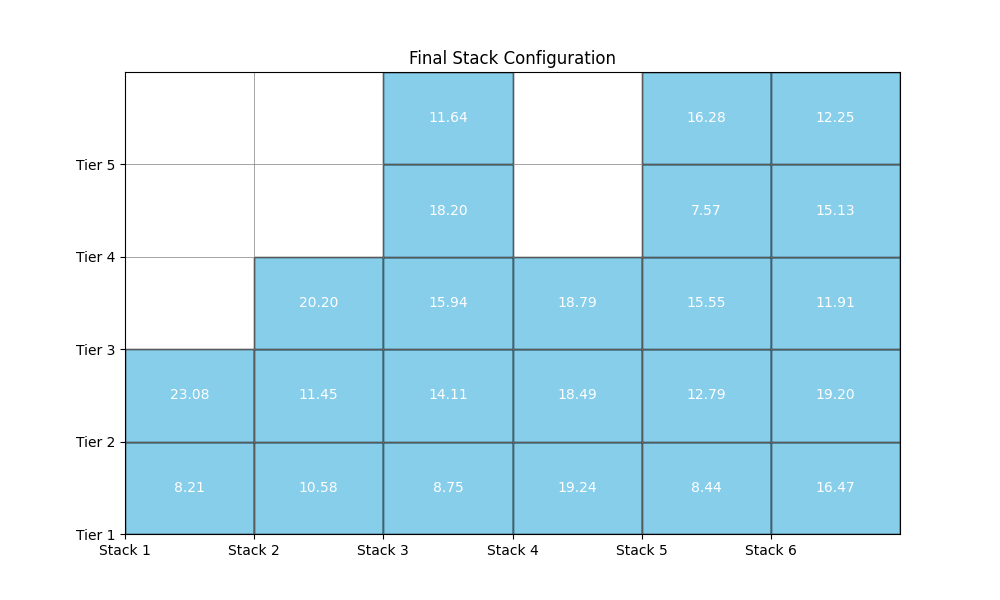 Final Stack Configuration
11.64 16.28 12.25
Tier 5
18.20 7.57 15.13
Tier 4
20.20 15.94 18.79 15.55 11.91
Tier 3
23.08 11.45 14.11 18.49 12.79 19.20
Tier 2
8.21 10.58 8.75 19.24 8.44 16.47
Tier 1
Stack 1 Stack 2 Stack 3 Stack 4 Stack 5 Stack 6